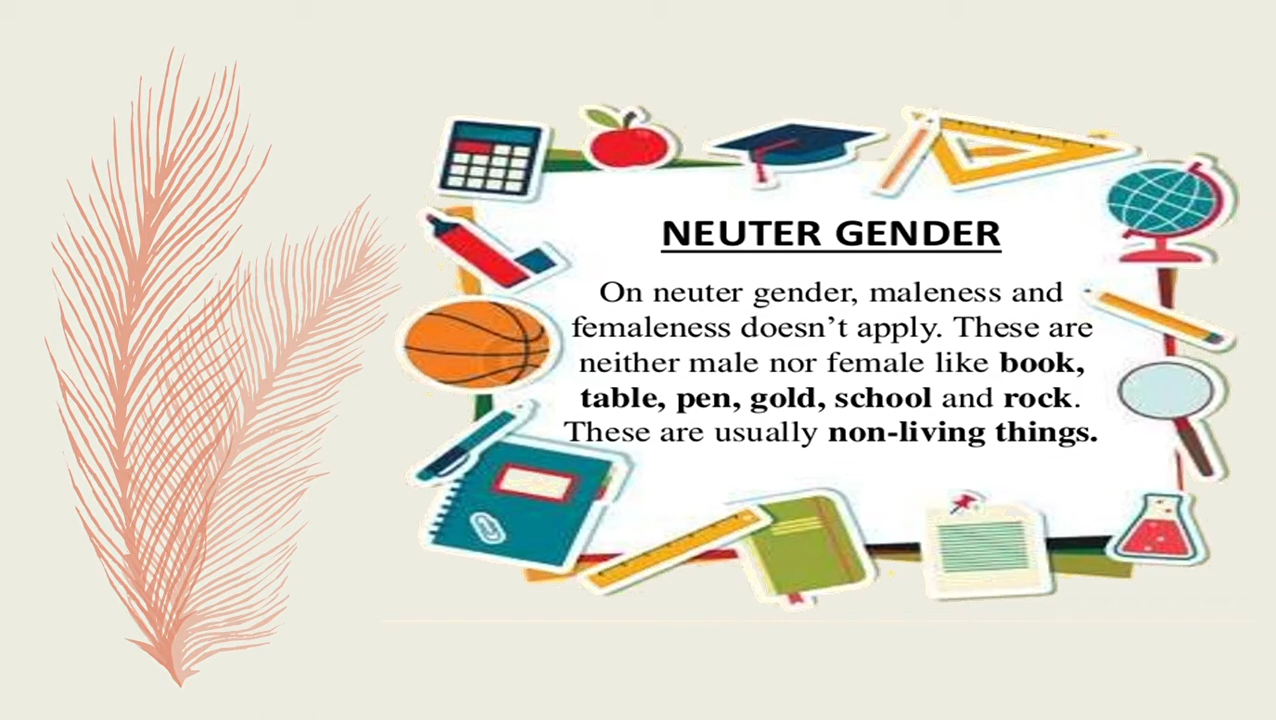 NEUTER GENDER
On neuter gender, maleness and
femaleness doesn’t apply. These are
neither male nor female like book,
table, pen, gold, school and rock.
These are usually non-living things.